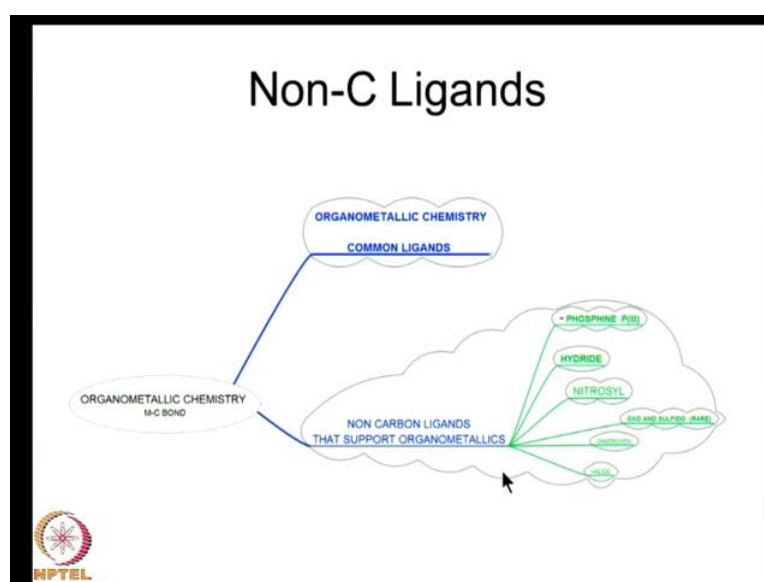 Non-C Ligands
ORGANOMETALLIC CHEMISTRY
COMMON LIGANDS
ORGANOMETALLIC CHEMISTRY
M-C BOND
NON CARBON LIGANDS
THAT SUPPORT ORGANOMETALLICS
PHOSPHINE P(III)
HYDRIDE
NITROSYL
OXO AND SULFIDO (RARE)
DINITROGEN
HALIDE
NPTEL